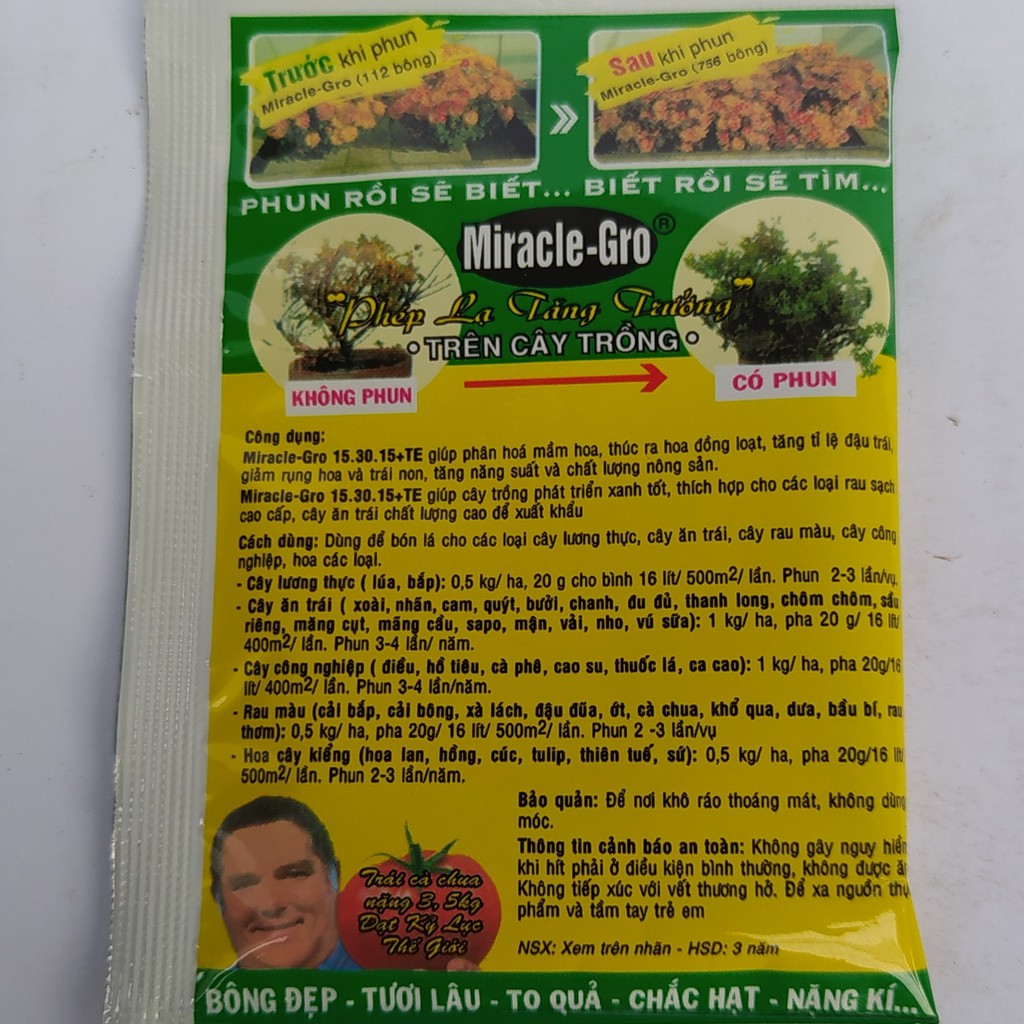 Trước khi phun
Miracle-Gro (112 bông)
Sau khi phun
Miracle-Gro (756 bông)
PHUN RỒI SẼ BIẾT... BIẾT RỒI SẼ TÌM...
Miracle-Gro®
"Phép Lạ Tăng Trưởng"
• TRÊN CÂY TRỒNG •
KHÔNG PHUN
CÓ PHUN
Công dụng:
Miracle-Gro 15.30.15+TE giúp phân hoá mầm hoa, thúc ra hoa đồng loạt, tăng tỉ lệ đậu trái,
giảm rụng hoa và trái non, tăng năng suất và chất lượng nông sản.
Miracle-Gro 15.30.15+TE giúp cây trồng phát triển xanh tốt, thích hợp cho các loại rau sạch
cao cấp, cây ăn trái chất lượng cao để xuất khẩu
Cách dùng: Dùng để bón lá cho các loại cây lương thực, cây ăn trái, cây rau màu, cây công
nghiệp, hoa các loại.
- Cây lương thực ( lúa, bắp): 0,5 kg/ ha, 20 g cho bình 16 lít/ 500m2/ lần. Phun 2-3 lần/vụ.
- Cây ăn trái ( xoài, nhãn, cam, quýt, bưởi, chanh, đu đủ, thanh long, chôm chôm, sầu
riêng, măng cụt, mãng cầu, sapo, mận, vải, nho, vú sữa): 1 kg/ ha, pha 20 g/ 16 lít/
400m2/ lần. Phun 3-4 lần/ năm.
- Cây công nghiệp ( điều, hồ tiêu, cà phê, cao su, thuốc lá, ca cao): 1 kg/ ha, pha 20g/16
lít/ 400m2/ lần. Phun 3-4 lần/năm.
- Rau màu (cải bắp, cải bông, xà lách, đậu đũa, ớt, cà chua, khổ qua, dưa, bầu bí, rau
thơm): 0,5 kg/ ha, pha 20g/ 16 lít/ 500m2/ lần. Phun 2 -3 lần/vụ
- Hoa cây kiểng (hoa lan, hồng, cúc, tulip, thiên tuế, sứ): 0,5 kg/ ha, pha 20g/16 lít
500m2/ lần. Phun 2-3 lần/năm.
Bảo quản: Để nơi khô ráo thoáng mát, không dùng
móc.
Thông tin cảnh báo an toàn: Không gây nguy hiểm
khi hít phải ở điều kiện bình thường, không được ă
Không tiếp xúc với vết thương hở. Để xa nguồn thự
phẩm và tầm tay trẻ em
Trái cà chua
nặng 3, 5kg
Đạt Kỷ Lục
Thế Giới
NSX: Xem trên nhãn - HSD: 3 năm
BÔNG ĐẸP - TƯƠI LÂU - TO QUẢ - CHẮC HẠT - NẶNG KÍ...